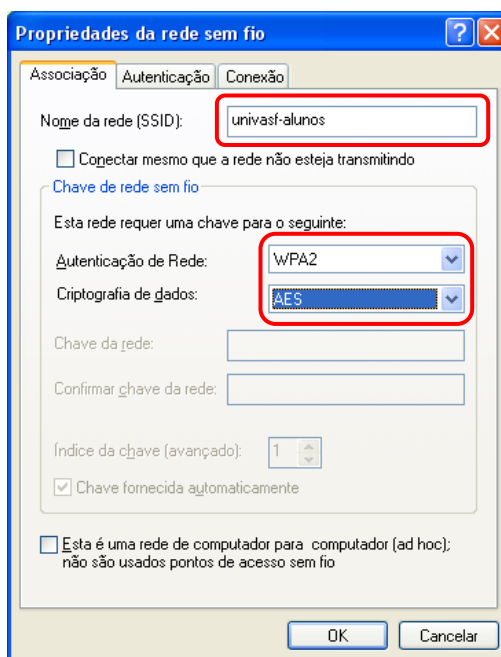 Propriedades da rede sem fio
Associação Autenticação Conexão
Nome da rede (SSID): univasf-alunos
Conectar mesmo que a rede não esteja transmitindo
Chave de rede sem fio
Esta rede requer uma chave para o seguinte:
Autenticação de Rede: WPA2
Criptografia de dados: AES
Chave da rede:
Confirmar chave da rede:
Índice da chave (avançado): 1
Chave fornecida automaticamente
Esta é uma rede de computador para computador (ad hoc);
não são usados pontos de acesso sem fio
OK Cancelar